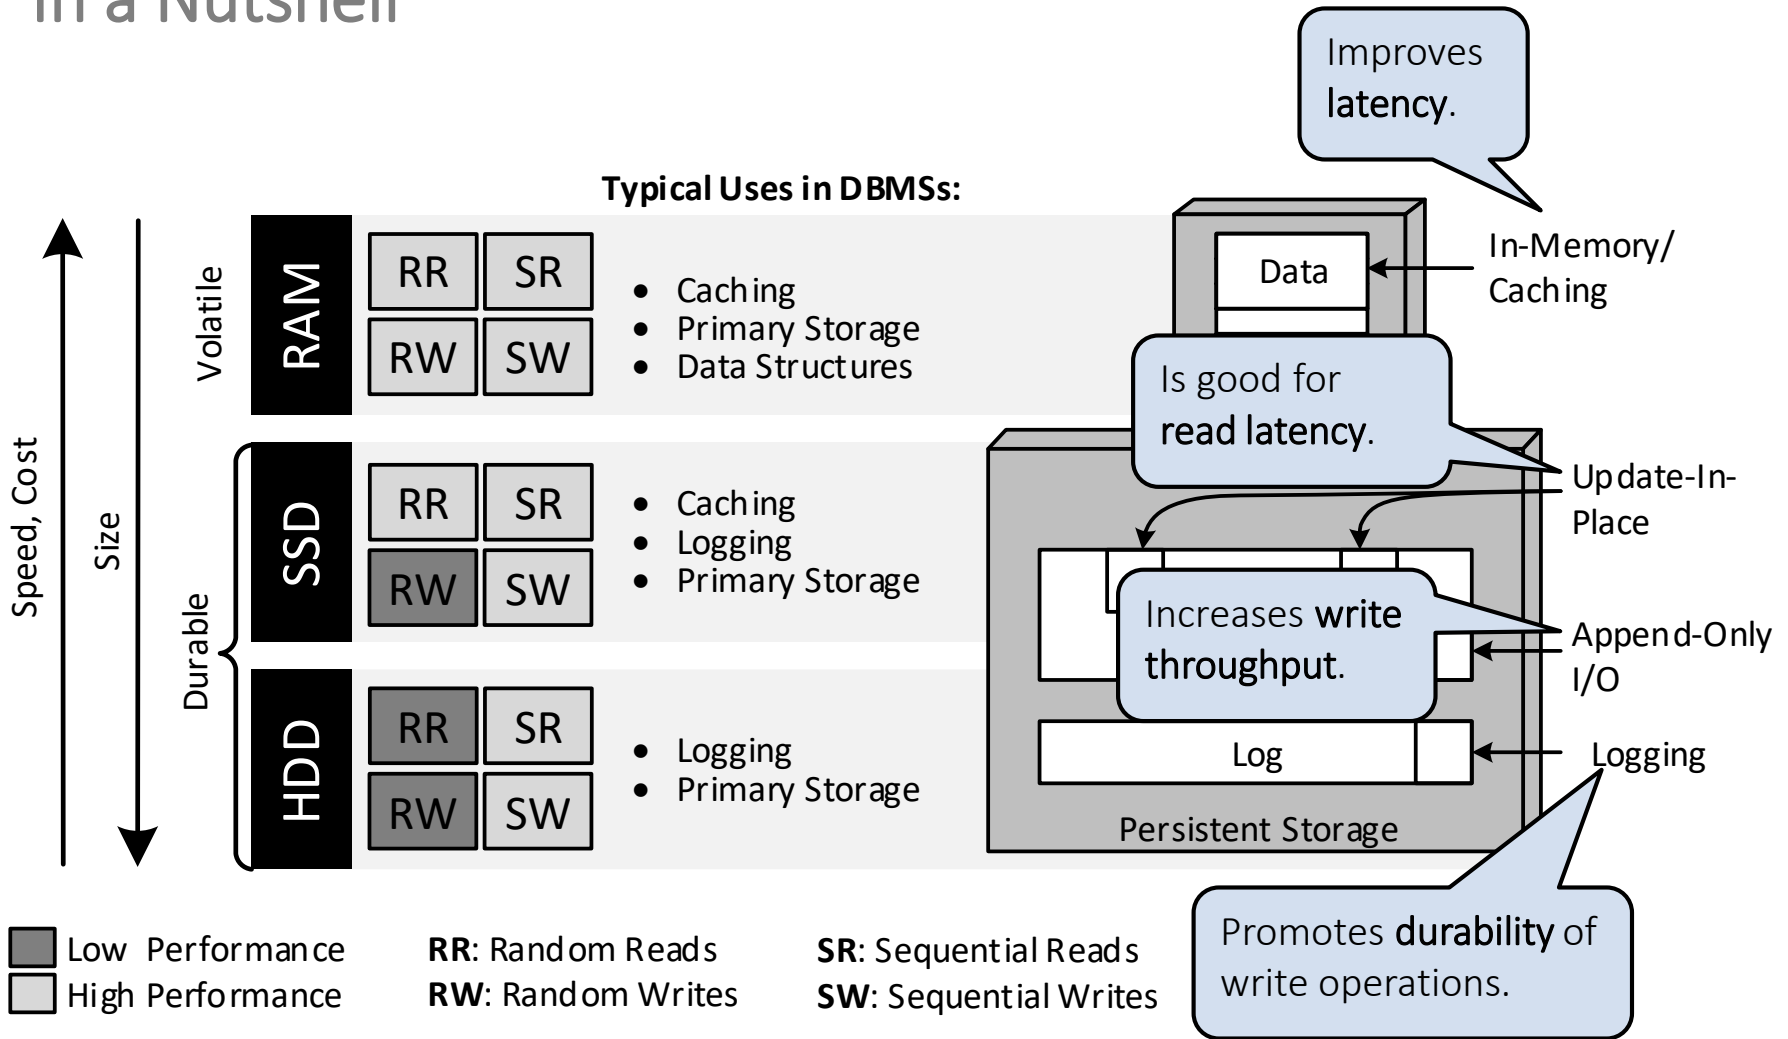 In a Nutshell
Improves
latency.
Typical Uses in DBMSs:
Speed, Cost
Size
Volatile
Durable
RAM
RR
SR
RW
SW
• Caching
• Primary Storage
• Data Structures
Data
In-Memory/
Caching
Is good for
read latency.
SSD
RR
SR
RW
SW
• Caching
• Logging
• Primary Storage
Update-In-
Place
Increases write
throughput.
Append-Only
I/O
HDD
RR
SR
RW
SW
• Logging
• Primary Storage
Log
Logging
Persistent Storage
Promotes durability of
write operations.
Low Performance
High Performance
RR: Random Reads
RW: Random Writes
SR: Sequential Reads
SW: Sequential Writes